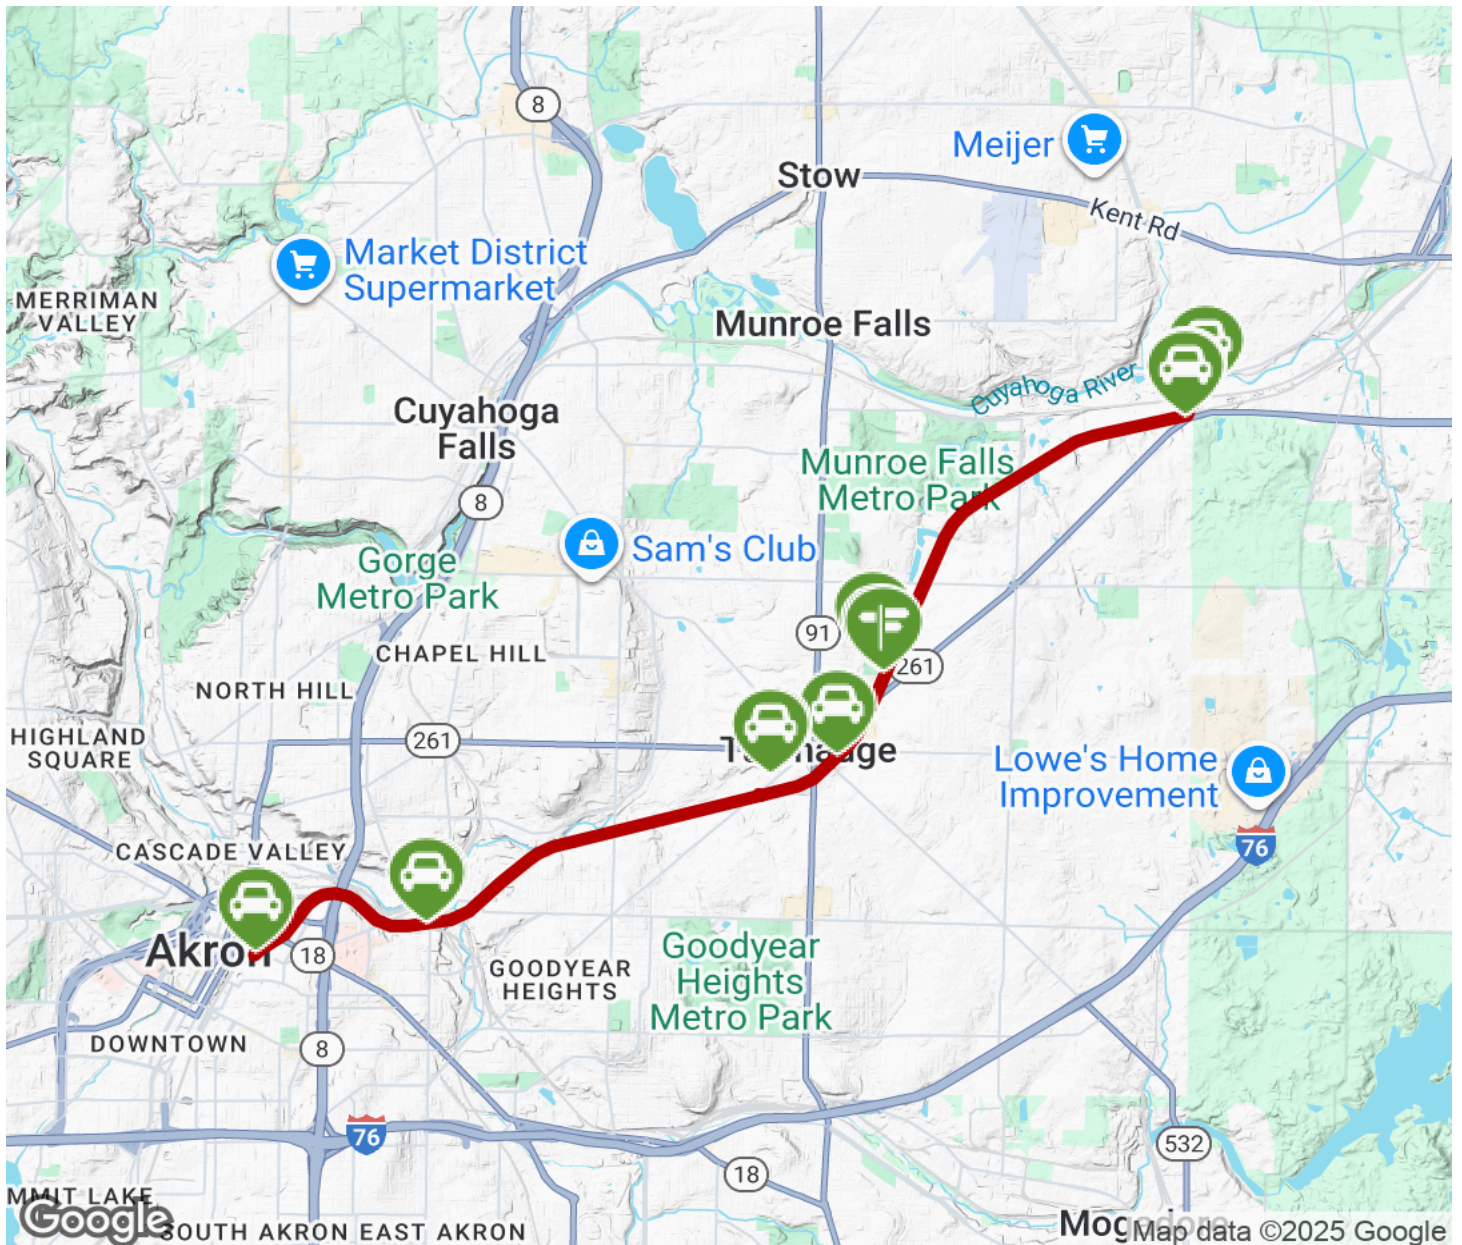 8
Meijer
Stow
Kent Rd
Market District
Supermarket
MERRIMAN
VALLEY
Munroe Falls
Cuyahoga River
Cuyahoga
Falls
Munroe Falls
Metro Park
8
Sam's Club
Gorge
Metro Park
91
CHAPEL HILL
261
NORTH HILL
HIGHLAND
SQUARE
261
Lowe's Home
Improvement
76
CASCADE VALLEY
Akron
18
Goodyear
Heights
Metro Park
GOODYEAR
HEIGHTS
DOWNTOWN
8
76
532
18
MMIT LAKE
Google
SOUTH AKRON
EAST AKRON
Map data ©2025 Google